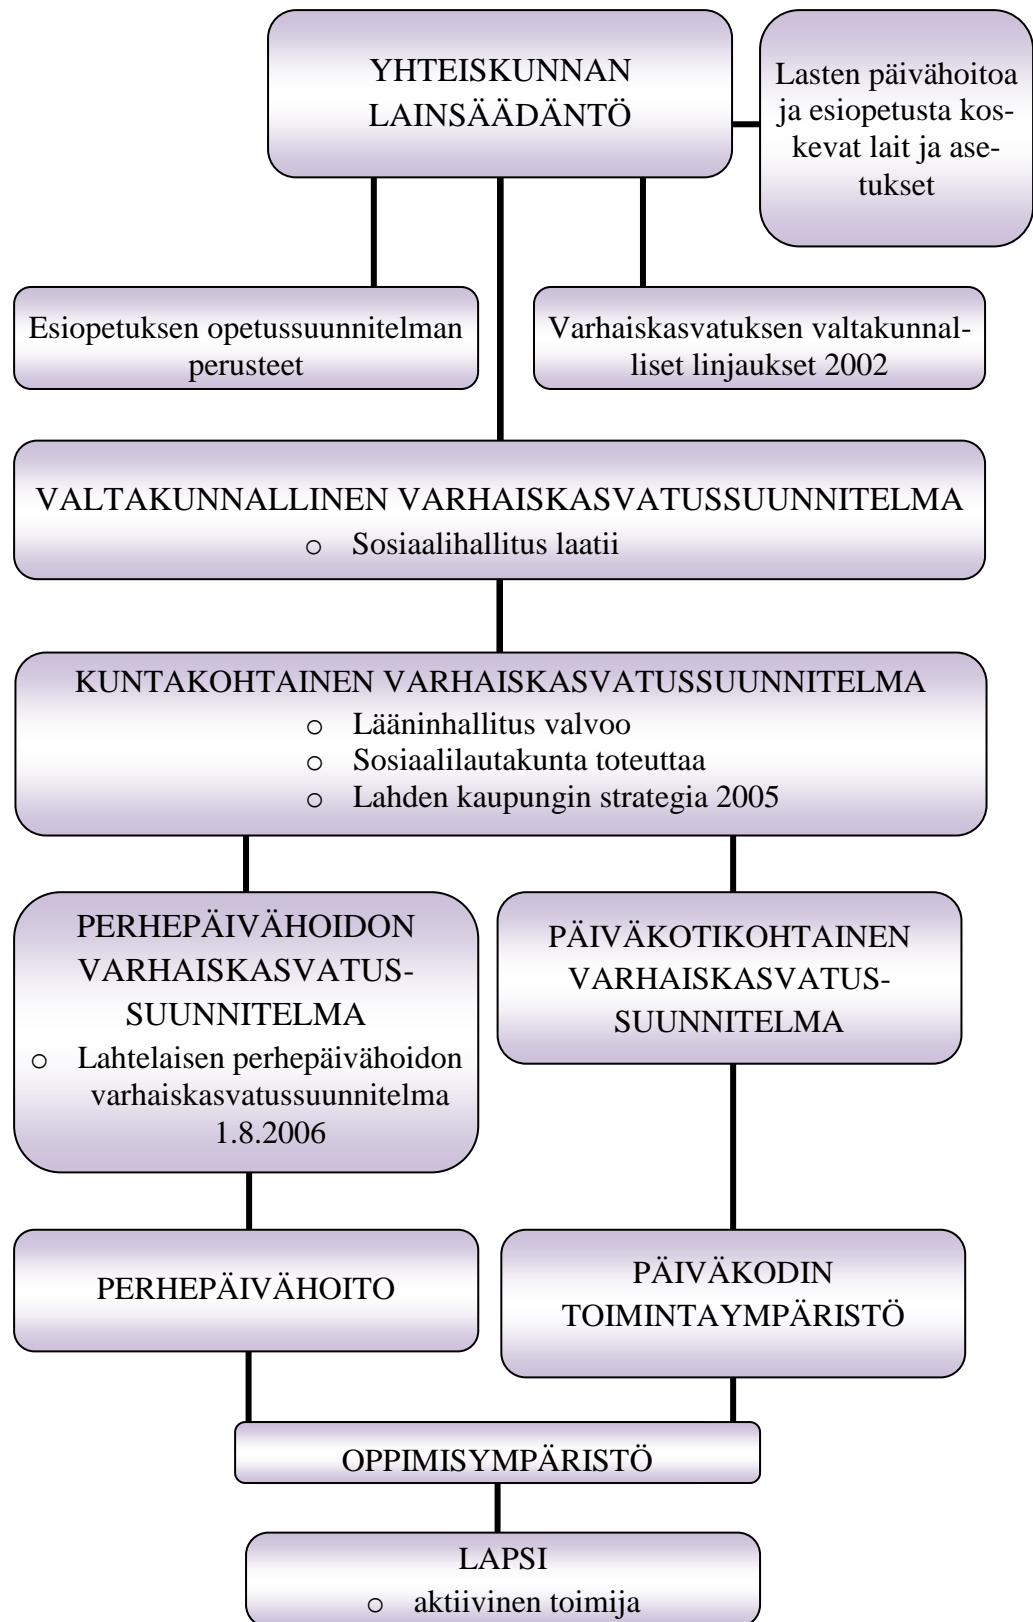 YHTEISKUNNAN
LAINSÄÄDÄNTÖ
Lasten päivähoitoa
ja esiopetusta kos-
kevat lait ja ase-
tukset
Esiopetuksen opetussuunnitelman
perusteet
Varhaiskasvatuksen valtakunnal-
liset linjaukset 2002
VALTAKUNNALLINEN VARHAISKASVATUSSUUNNITELMA
o Sosiaalihallitus laatii
KUNTAKOHTAINEN VARHAISKASVATUSSUUNNITELMA
o Lääninhallitus valvoo
o Sosiaalilautakunta toteuttaa
o Lahden kaupungin strategia 2005
PERHEPÄIVÄHOIDON
VARHAISKASVATUS-
SUUNNITELMA
o Lahtelaisen perhepäivähoidon
varhaiskasvatussuunnitelma
1.8.2006
PÄIVÄKOTIKOHTAINEN
VARHAISKASVATUS-
SUUNNITELMA
PERHEPÄIVÄHOITO
PÄIVÄKODIN
TOIMINTAYMPÄRISTÖ
OPPIMISYMPÄRISTÖ
LAPSI
o aktiivinen toimija